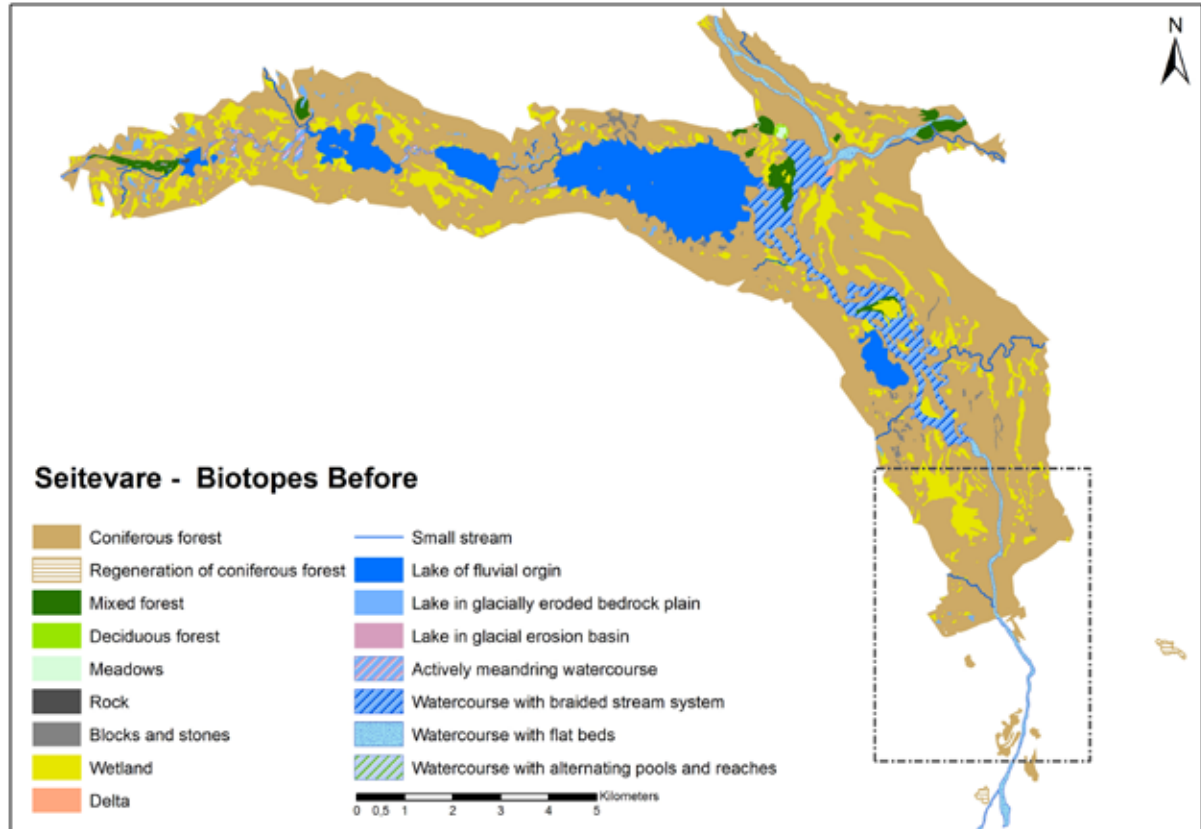 N
Seitevare - Biotopes Before
Coniferous forest
Regeneration of coniferous forest
Mixed forest
Deciduous forest
Meadows
Rock
Blocks and stones
Wetland
Delta
Small stream
Lake of fluvial orgin
Lake in glacially eroded bedrock plain
Lake in glacial erosion basin
Actively meandring watercourse
Watercourse with braided stream system
Watercourse with flat beds
Watercourse with alternating pools and reaches
Kilometers
0 0,5 1 2 3 4 5